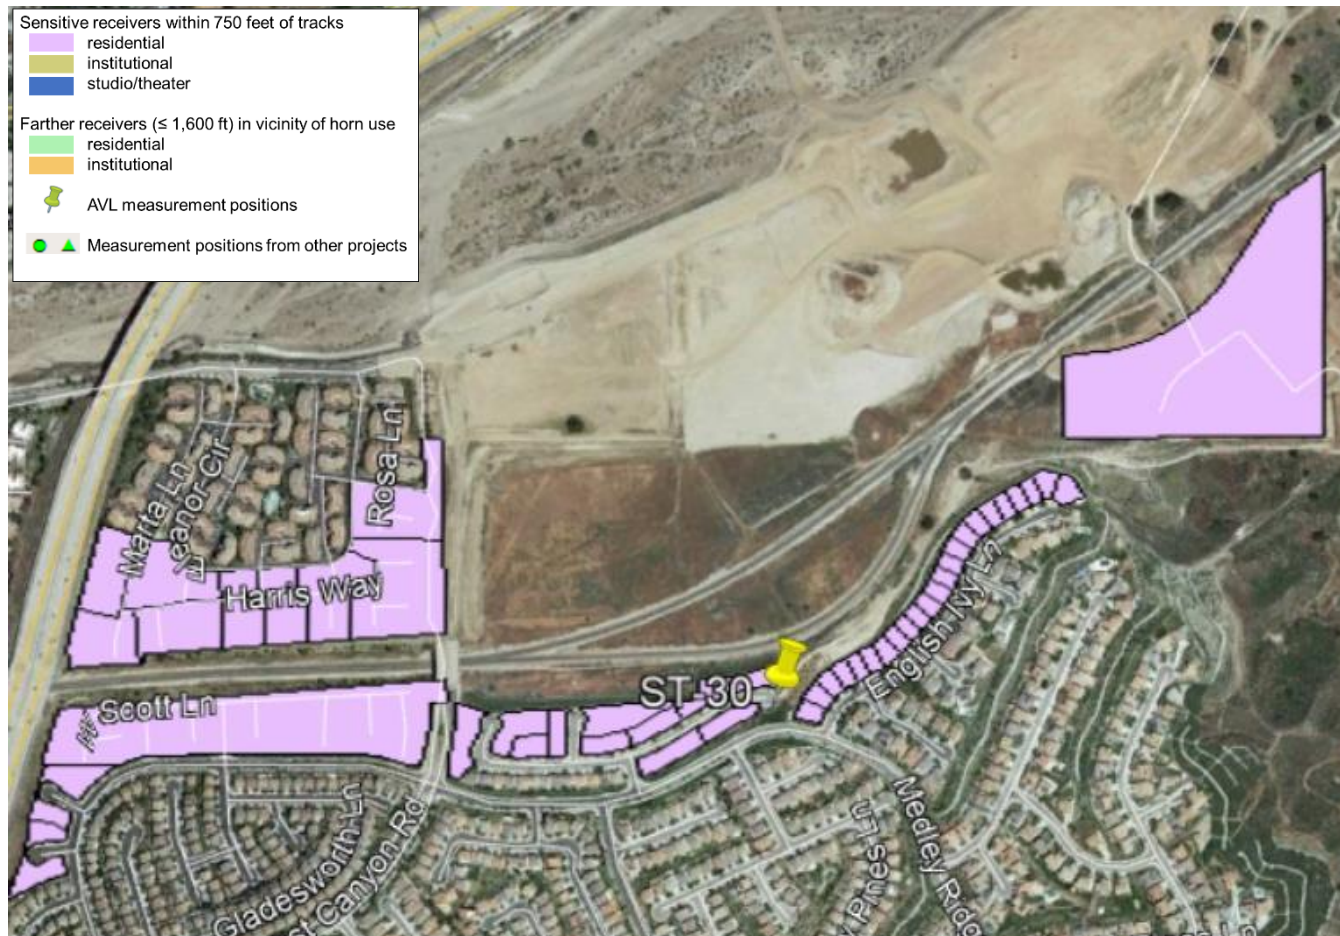 Sensitive receivers within 750 feet of tracks
residential
institutional
studio/theater
Farther receivers (≤ 1,600 ft) in vicinity of horn use
residential
institutional
AVL measurement positions
Measurement positions from other projects
Rosa Ln
Marta Ln
Eleanor Cir
Harris Way
Scott Ln
ST-30
English Ivy Ln
Medley Ridg
y Pines Ln
Gladesworth Ln
st Canyon Rd